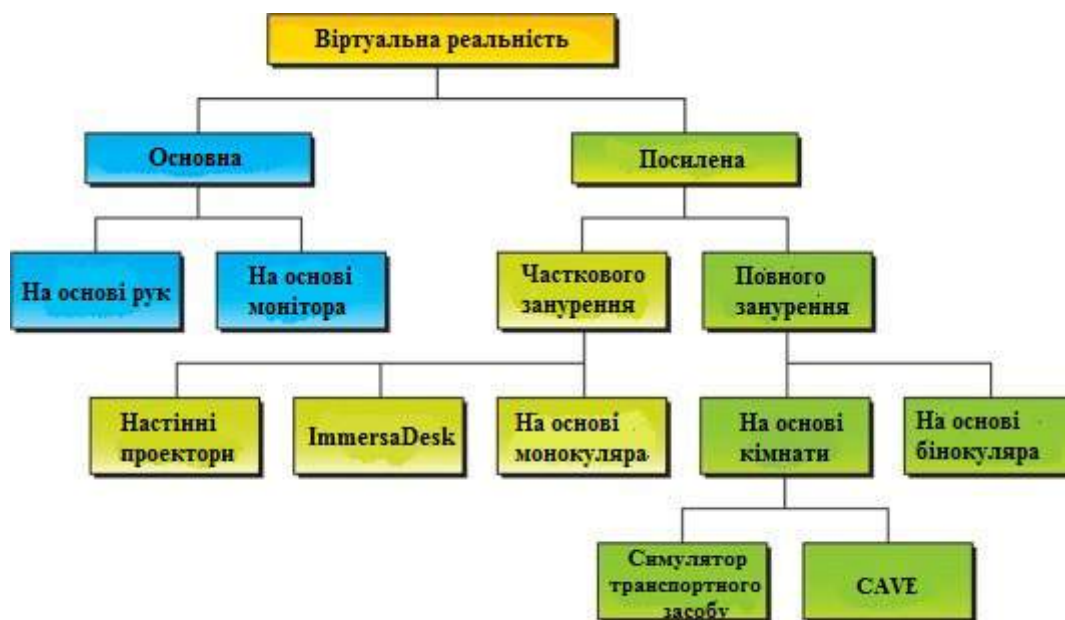 Віртуальна реальність
Основна
Посилена
На основі рук
На основі
монітора
Часткового
занурення
Повного
занурення
Настінні
проектори
ImmersaDesk
На основі
монокуляра
На основі
кімнати
На основі
бінокуляра
Симулятор
транспортного
засобу
CAVE